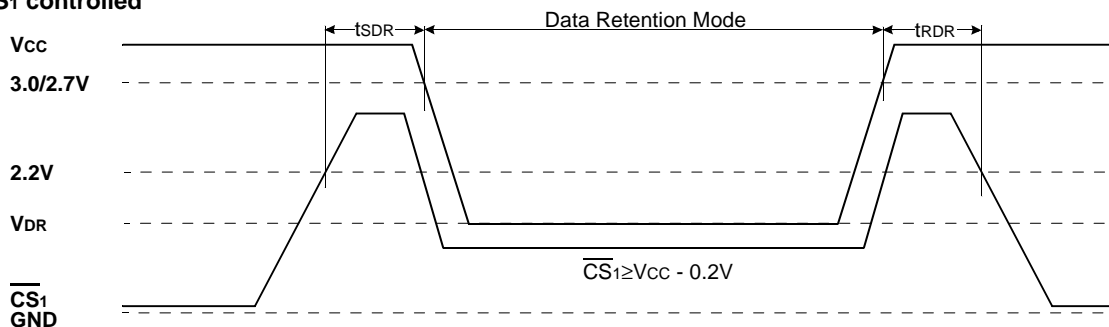 S1 controlled
tSDR
Data Retention Mode
tRDR
VCC
3.0/2.7V
2.2V
VDR
CS1≥VCC - 0.2V
CS1
GND